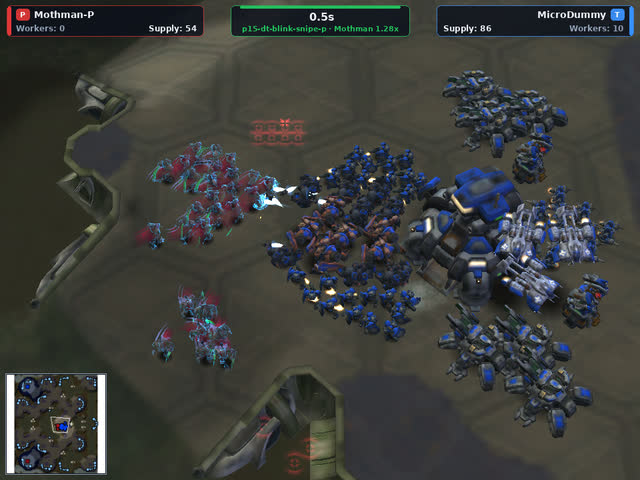 P Mothman-P
Workers: 0 Supply: 54
0.5s
p15-dt-blink-snipe-p · Mothman 1.28x
MicroDummy T
Supply: 86 Workers: 10